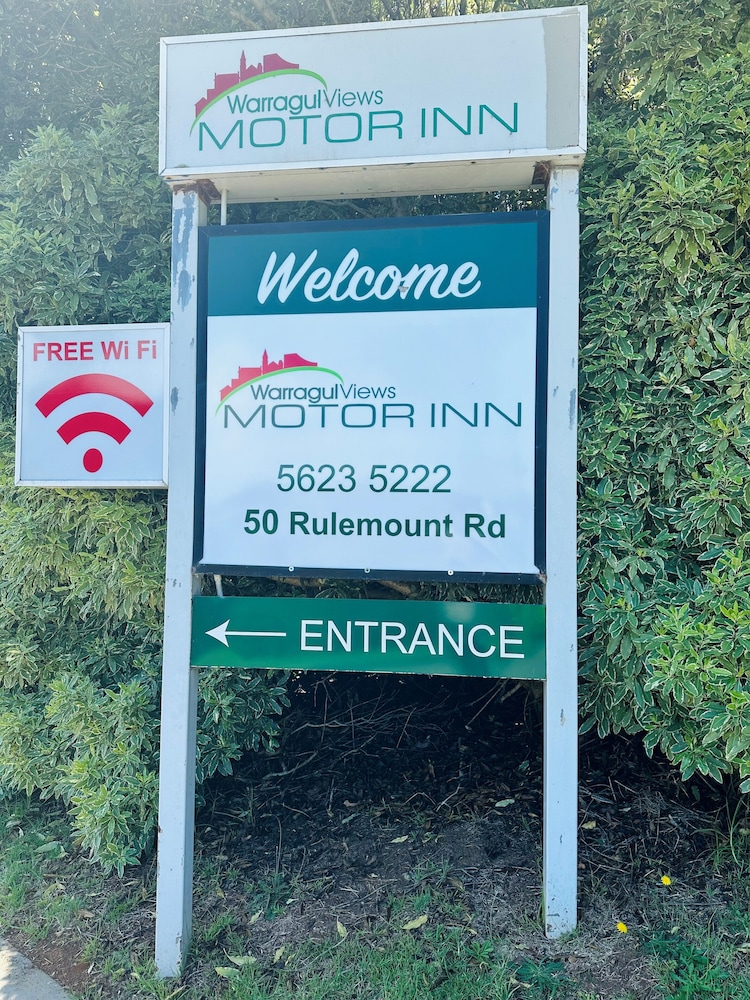 WarragulViews
MOTOR INN
Welcome
FREE Wi Fi
WarragulViews
MOTOR INN
5623 5222
50 Rulemount Rd
ENTRANCE